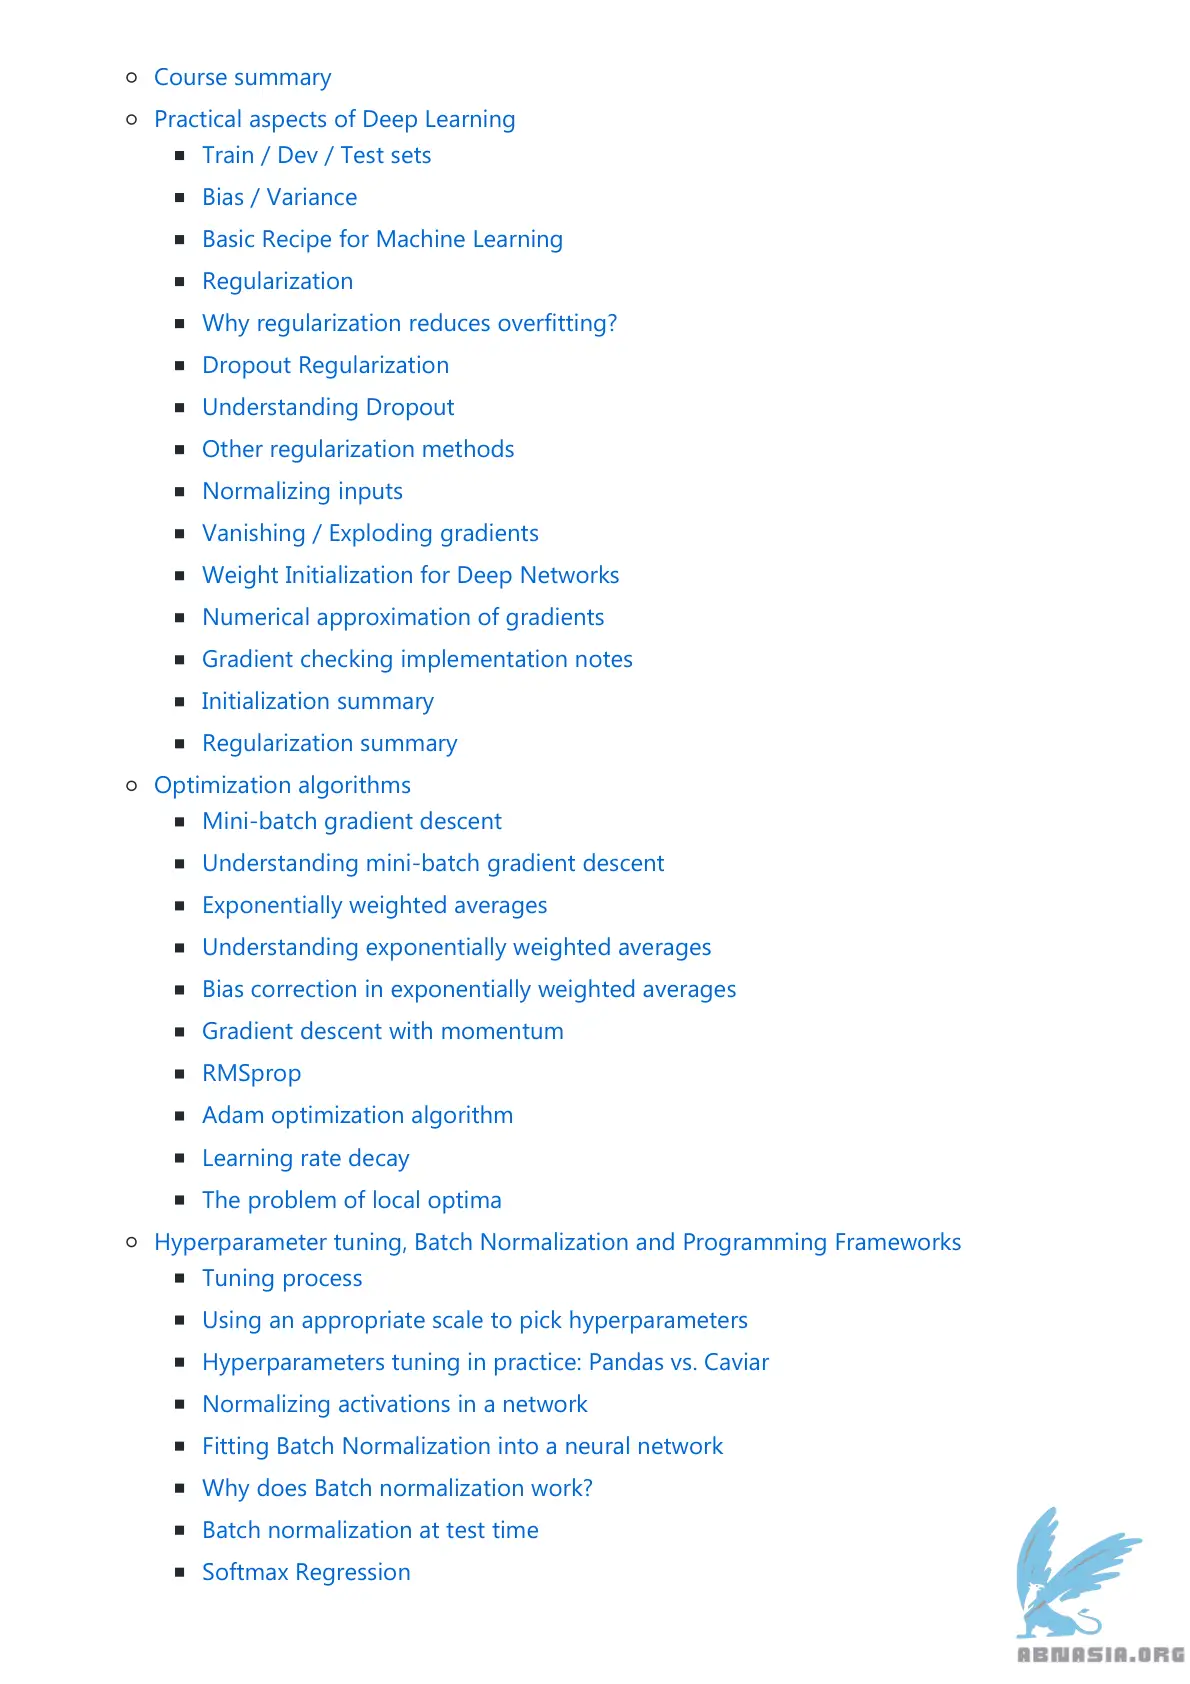 Course summary
Practical aspects of Deep Learning
Train / Dev / Test sets
Bias / Variance
Basic Recipe for Machine Learning
Regularization
Why regularization reduces overfitting?
Dropout Regularization
Understanding Dropout
Other regularization methods
Normalizing inputs
Vanishing / Exploding gradients
Weight Initialization for Deep Networks
Numerical approximation of gradients
Gradient checking implementation notes
Initialization summary
Regularization summary
Optimization algorithms
Mini-batch gradient descent
Understanding mini-batch gradient descent
Exponentially weighted averages
Understanding exponentially weighted averages
Bias correction in exponentially weighted averages
Gradient descent with momentum
RMSprop
Adam optimization algorithm
Learning rate decay
The problem of local optima
Hyperparameter tuning, Batch Normalization and Programming Frameworks
Tuning process
Using an appropriate scale to pick hyperparameters
Hyperparameters tuning in practice: Pandas vs. Caviar
Normalizing activations in a network
Fitting Batch Normalization into a neural network
Why does Batch normalization work?
Batch normalization at test time
Softmax Regression
ABNASIA.ORG